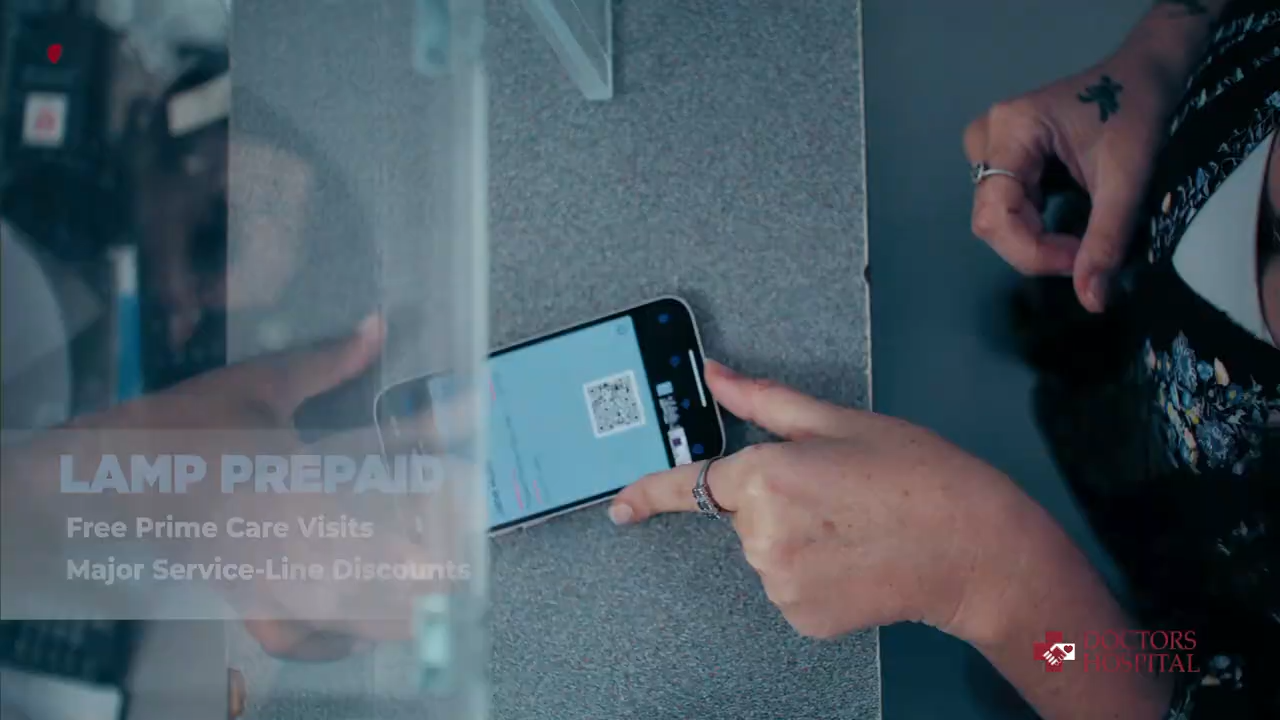 LAMP PREPAID
Free Prime Care Visits
Major Service-Line Discounts
DOCTORS
HOSPITAL